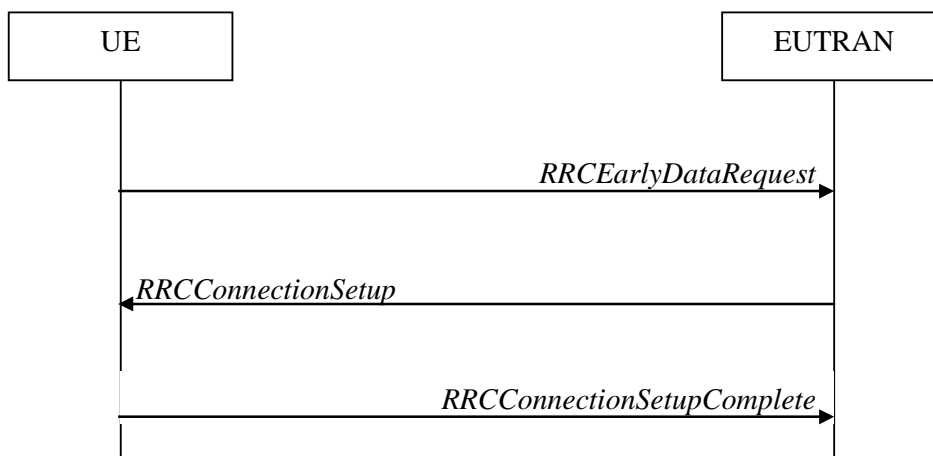 UE
EUTRAN
RRCEarlyDataRequest
RRCConnectionSetup
RRCConnectionSetupComplete